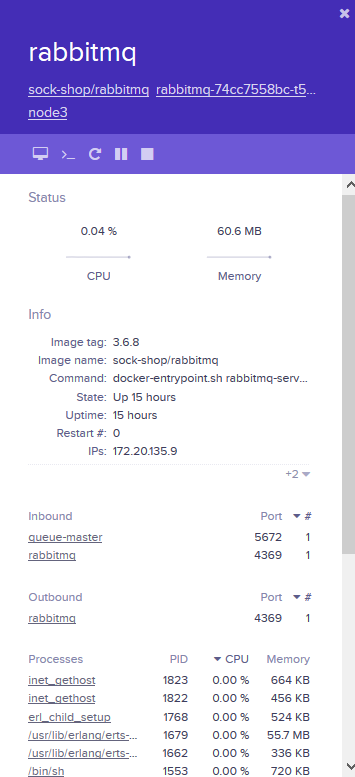 rabbitmq
sock-shop/rabbitmq rabbitmq-74cc7558bc-t5...
node3
Status
0.04 % 60.6 MB
CPU Memory
Info
Image tag: 3.6.8
Image name: sock-shop/rabbitmq
Command: docker-entrypoint.sh rabbitmq-serv...
State: Up 15 hours
Uptime: 15 hours
Restart #: 0
IPs: 172.20.135.9
+2
Inbound Port #
queue-master 5672 1
rabbitmq 4369 1
Outbound Port #
rabbitmq 4369 1
Processes PID CPU Memory
inet_gethost 1823 0.00 % 664 KB
inet_gethost 1822 0.00 % 456 KB
erl_child_setup 1768 0.00 % 524 KB
/usr/lib/erlang/erts-... 1679 0.00 % 55.7 MB
/usr/lib/erlang/erts-... 1662 0.00 % 336 KB
/bin/sh 1553 0.00 % 720 KB